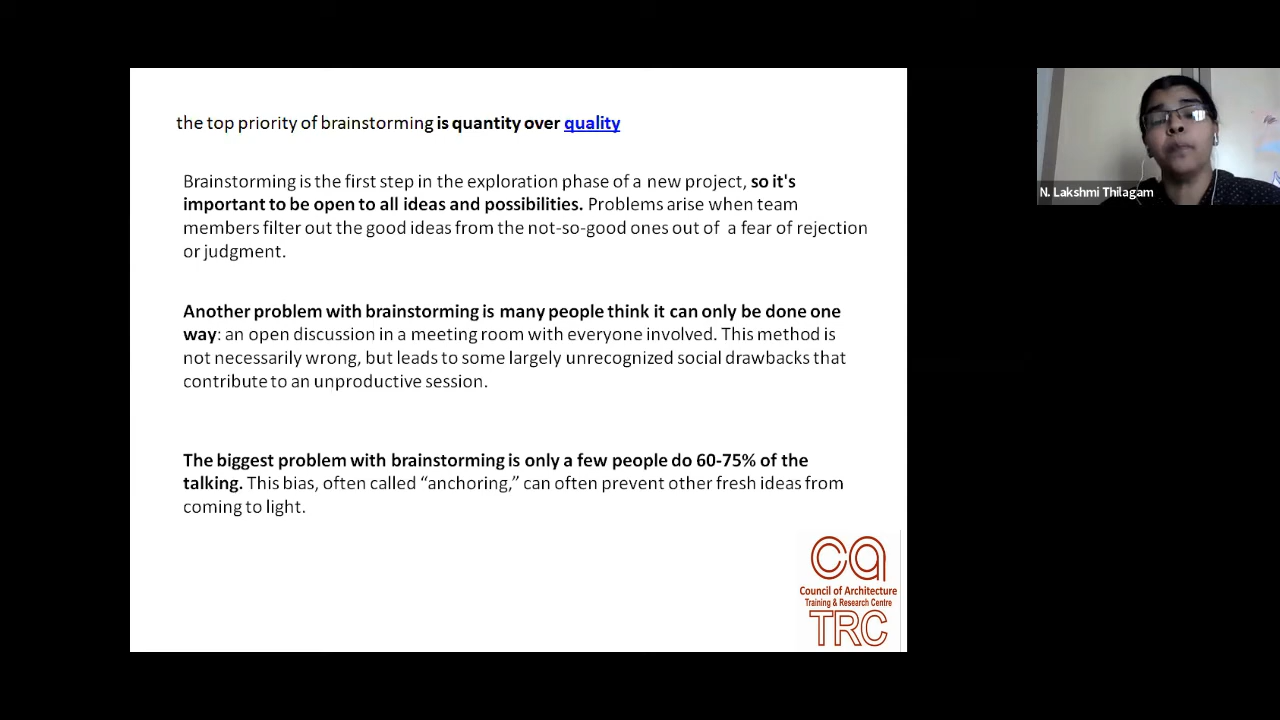 the top priority of brainstorming is quantity over quality
Brainstorming is the first step in the exploration phase of a new project, so it's
important to be open to all ideas and possibilities. Problems arise when team
members filter out the good ideas from the not-so-good ones out of a fear of rejection
or judgment.
Another problem with brainstorming is many people think it can only be done one
way: an open discussion in a meeting room with everyone involved. This method is
not necessarily wrong, but leads to some largely unrecognized social drawbacks that
contribute to an unproductive session.
The biggest problem with brainstorming is only a few people do 60-75% of the
talking. This bias, often called “anchoring,” can often prevent other fresh ideas from
coming to light.
ca
Council of Architecture
Training & Research Centre
TRC
N. Lakshmi Thilagam